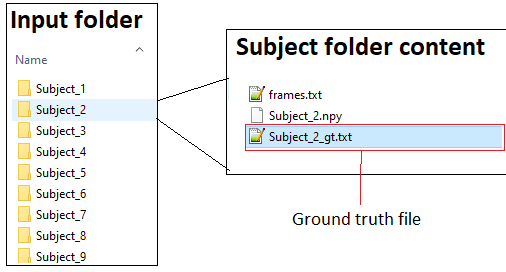 Input folder
Name
Subject_1
Subject_2
Subject_3
Subject_4
Subject_5
Subject_6
Subject_7
Subject_8
Subject_9
Subject folder content
frames.txt
Subject_2.npy
Subject_2_gt.txt
Ground truth file